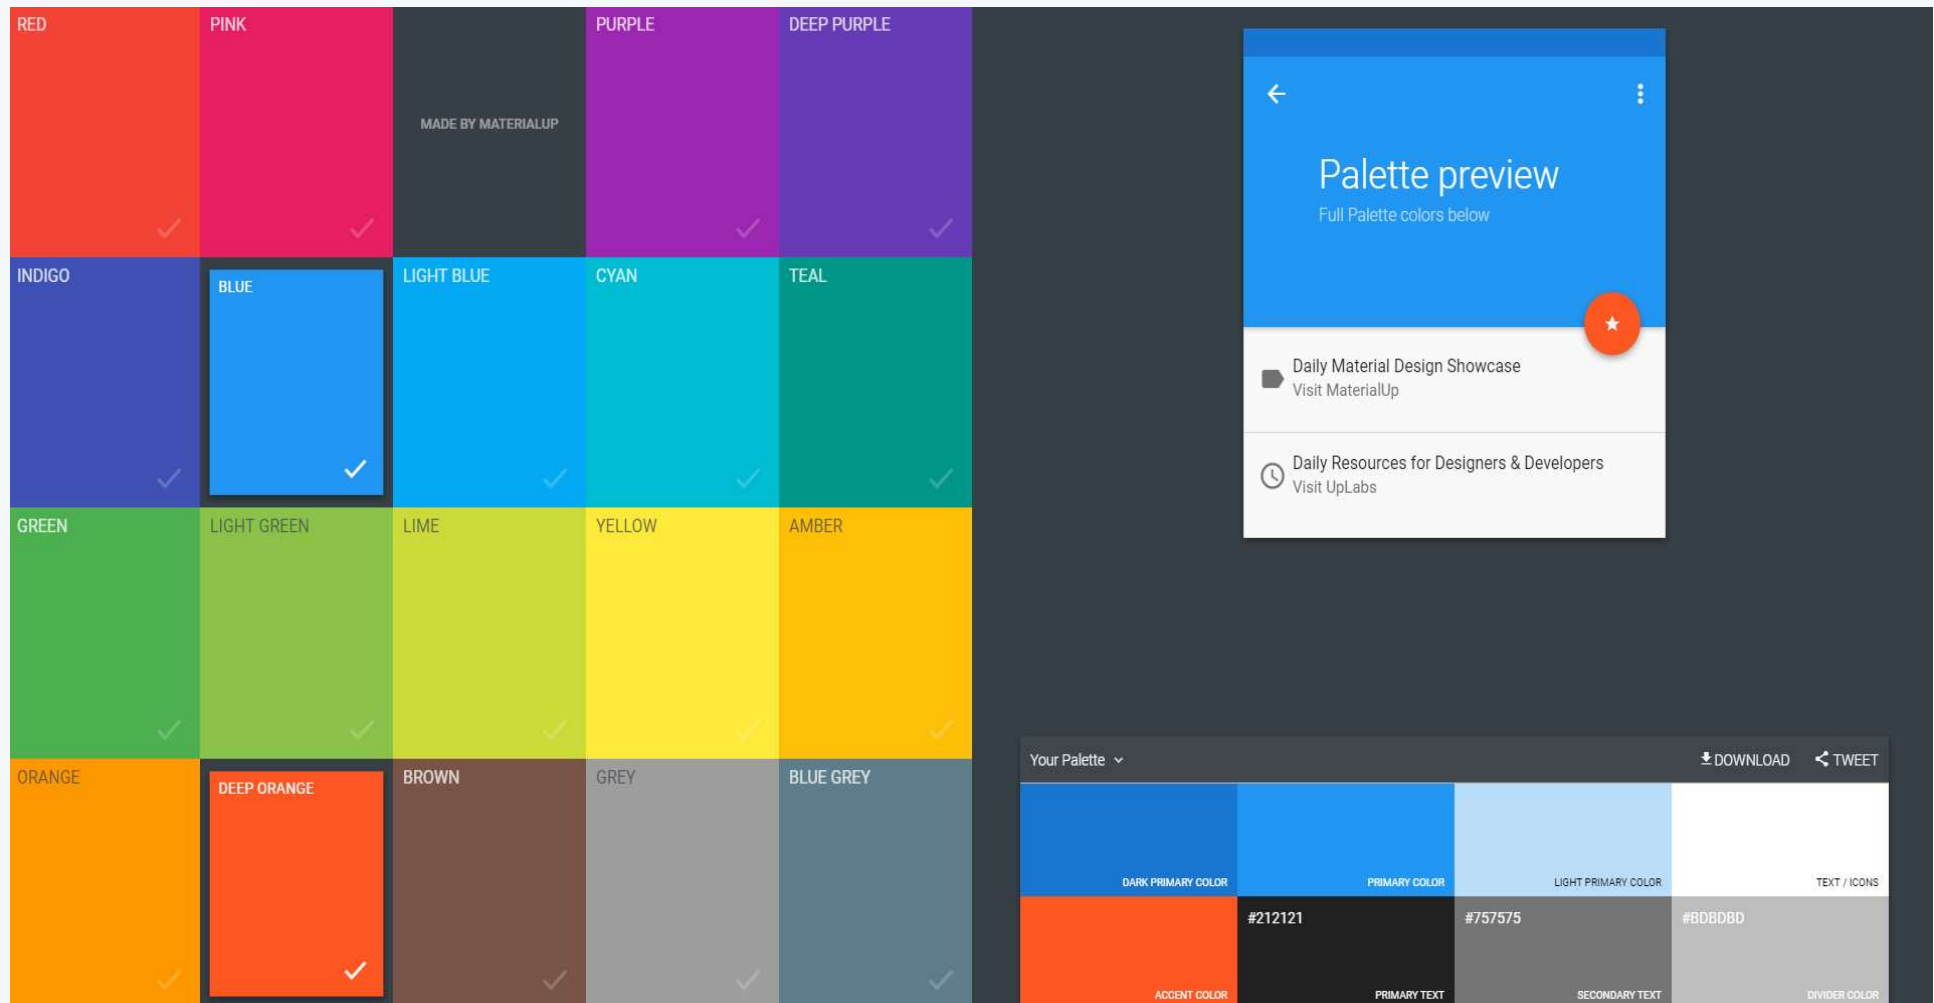 RED
PINK
MADE BY MATERIALUP
PURPLE
DEEP PURPLE
INDIGO
BLUE
LIGHT BLUE
CYAN
TEAL
GREEN
LIGHT GREEN
LIME
YELLOW
AMBER
ORANGE
DEEP ORANGE
BROWN
GREY
BLUE GREY
Palette preview
Full Palette colors below
Daily Material Design Showcase
Visit MaterialUp
Daily Resources for Designers & Developers
Visit UpLabs
Your Palette
DOWNLOAD
TWEET
DARK PRIMARY COLOR
PRIMARY COLOR
LIGHT PRIMARY COLOR
TEXT / ICONS
#212121
#757575
#BDBDBD
ACCENT COLOR
PRIMARY TEXT
SECONDARY TEXT
DIVIDER COLOR